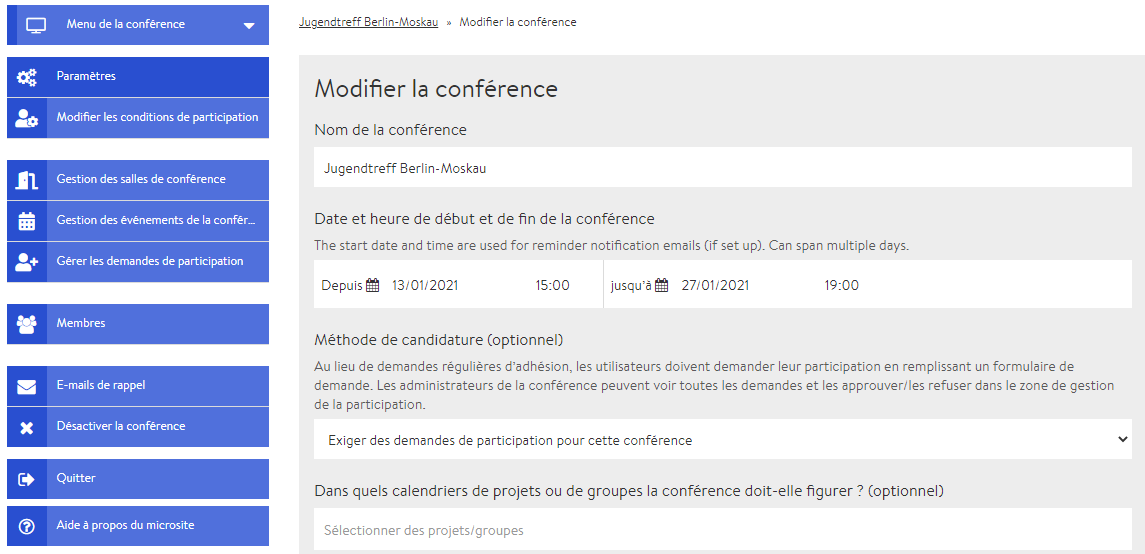 Menu de la conférence
Paramètres
Modifier les conditions de participation
Gestion des salles de conférence
Gestion des événements de la confér...
Gérer les demandes de participation
Membres
E-mails de rappel
Désactiver la conférence
Quitter
Aide à propos du microsite
Jugendtreff Berlin-Moskau » Modifier la conférence
Modifier la conférence
Nom de la conférence
Jugendtreff Berlin-Moskau
Date et heure de début et de fin de la conférence
The start date and time are used for reminder notification emails (if set up). Can span multiple days.
Depuis 13/01/2021 15:00 jusqu'à 27/01/2021 19:00
Méthode de candidature (optionnel)
Au lieu de demandes régulières d'adhésion, les utilisateurs doivent demander leur participation en remplissant un formulaire de
demande. Les administrateurs de la conférence peuvent voir toutes les demandes et les approuver/les refuser dans le zone de gestion
de la participation.
Exiger des demandes de participation pour cette conférence
Dans quels calendriers de projets ou de groupes la conférence doit-elle figurer ? (optionnel)
Sélectionner des projets/groupes